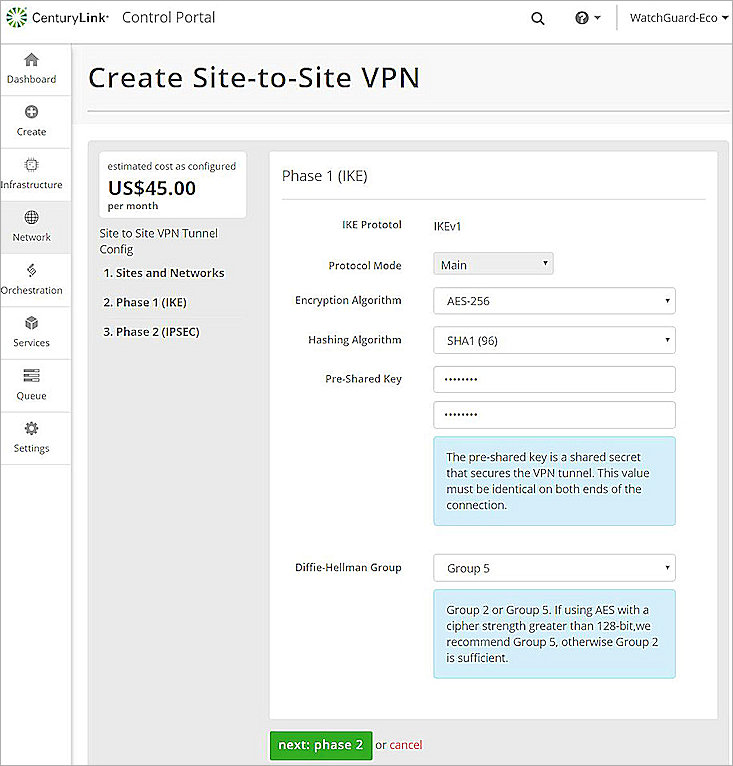 CenturyLink® Control Portal
WatchGuard-Eco
Dashboard
Create
Infrastructure
Network
Orchestration
Services
Queue
Settings
Create Site-to-Site VPN
estimated cost as configured
US$45.00
per month
Site to Site VPN Tunnel
Config
1. Sites and Networks
2. Phase 1 (IKE)
3. Phase 2 (IPSEC)
Phase 1 (IKE)
IKE Prototol IKEv1
Protocol Mode Main
Encryption Algorithm AES-256
Hashing Algorithm SHA1 (96)
Pre-Shared Key ••••••••
••••••••
The pre-shared key is a shared secret
that secures the VPN tunnel. This value
must be identical on both ends of the
connection.
Diffie-Hellman Group Group 5
Group 2 or Group 5. If using AES with a
cipher strength greater than 128-bit,we
recommend Group 5, otherwise Group 2
is sufficient.
next: phase 2 or cancel